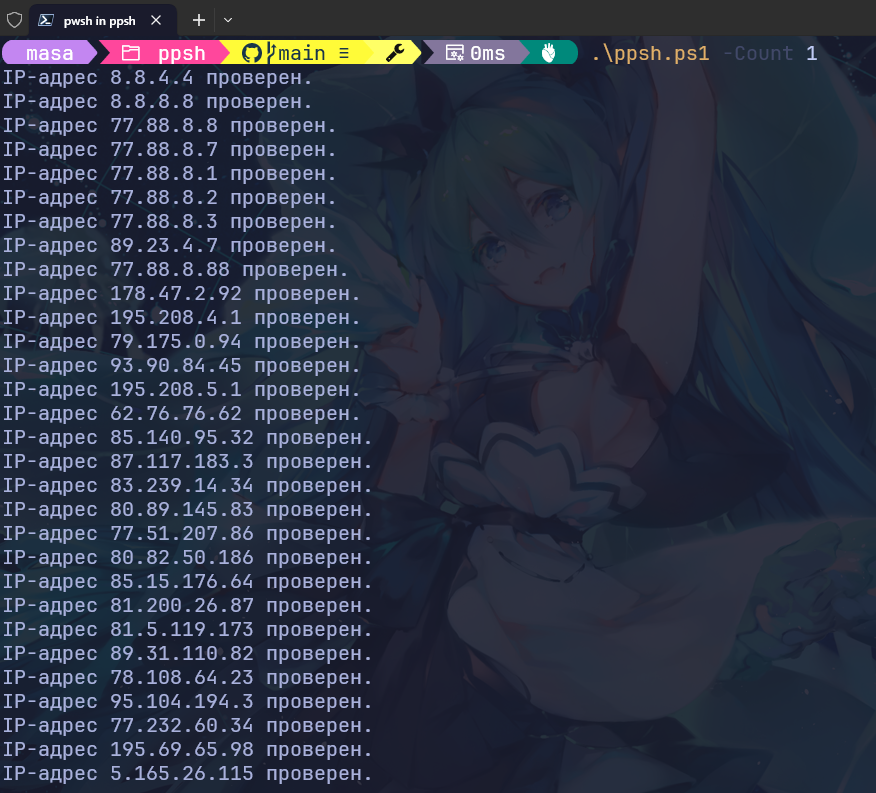 pwsh in ppsh
masa ppsh main ≡ 0ms .\ppsh.ps1 -Count 1
IP-адрес 8.8.4.4 проверен.
IP-адрес 8.8.8.8 проверен.
IP-адрес 77.88.8.8 проверен.
IP-адрес 77.88.8.7 проверен.
IP-адрес 77.88.8.1 проверен.
IP-адрес 77.88.8.2 проверен.
IP-адрес 77.88.8.3 проверен.
IP-адрес 89.23.4.7 проверен.
IP-адрес 77.88.8.88 проверен.
IP-адрес 178.47.2.92 проверен.
IP-адрес 195.208.4.1 проверен.
IP-адрес 79.175.0.94 проверен.
IP-адрес 93.90.84.45 проверен.
IP-адрес 195.208.5.1 проверен.
IP-адрес 62.76.76.62 проверен.
IP-адрес 85.140.95.32 проверен.
IP-адрес 87.117.183.3 проверен.
IP-адрес 83.239.14.34 проверен.
IP-адрес 80.89.145.83 проверен.
IP-адрес 77.51.207.86 проверен.
IP-адрес 80.82.50.186 проверен.
IP-адрес 85.15.176.64 проверен.
IP-адрес 81.200.26.87 проверен.
IP-адрес 81.5.119.173 проверен.
IP-адрес 89.31.110.82 проверен.
IP-адрес 78.108.64.23 проверен.
IP-адрес 95.104.194.3 проверен.
IP-адрес 77.232.60.34 проверен.
IP-адрес 195.69.65.98 проверен.
IP-адрес 5.165.26.115 проверен.